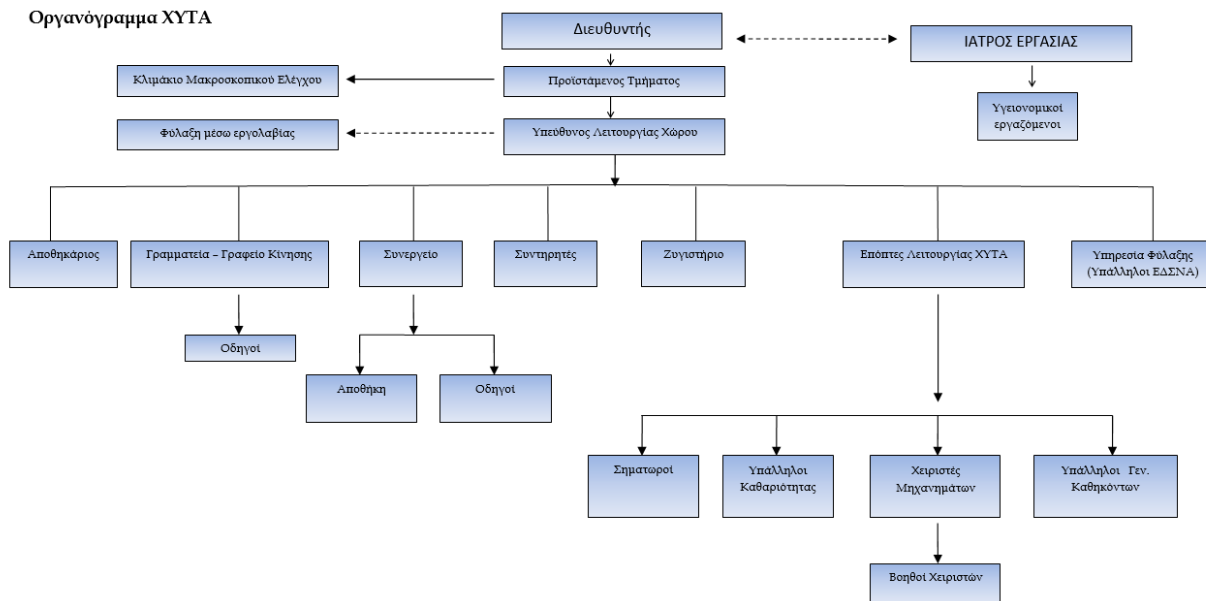 Οργανόγραμμα ΧΥΤΑ
Διευθυντής
ΙΑΤΡΟΣ ΕΡΓΑΣΙΑΣ
Κλιμάκιο Μακροσκοπικού Ελέγχου
Προϊστάμενος Τμήματος
Υγειονομικοί
εργαζόμενοι
Φύλαξη μέσω εργολαβίας
Υπεύθυνος Λειτουργίας Χώρου
Αποθηκάριος
Γραμματεία – Γραφείο Κίνησης
Συνεργείο
Συντηρητές
Ζυγιστήριο
Επόπτες Λειτουργίας ΧΥΤΑ
Υπηρεσία Φύλαξης
(Υπάλληλοι ΕΔΣΝΑ)
Οδηγοί
Αποθήκη
Οδηγοί
Σηματωροί
Υπάλληλοι
Καθαριότητας
Χειριστές
Μηχανημάτων
Υπάλληλοι Γεν.
Καθηκόντων
Βοηθοί Χειριστών